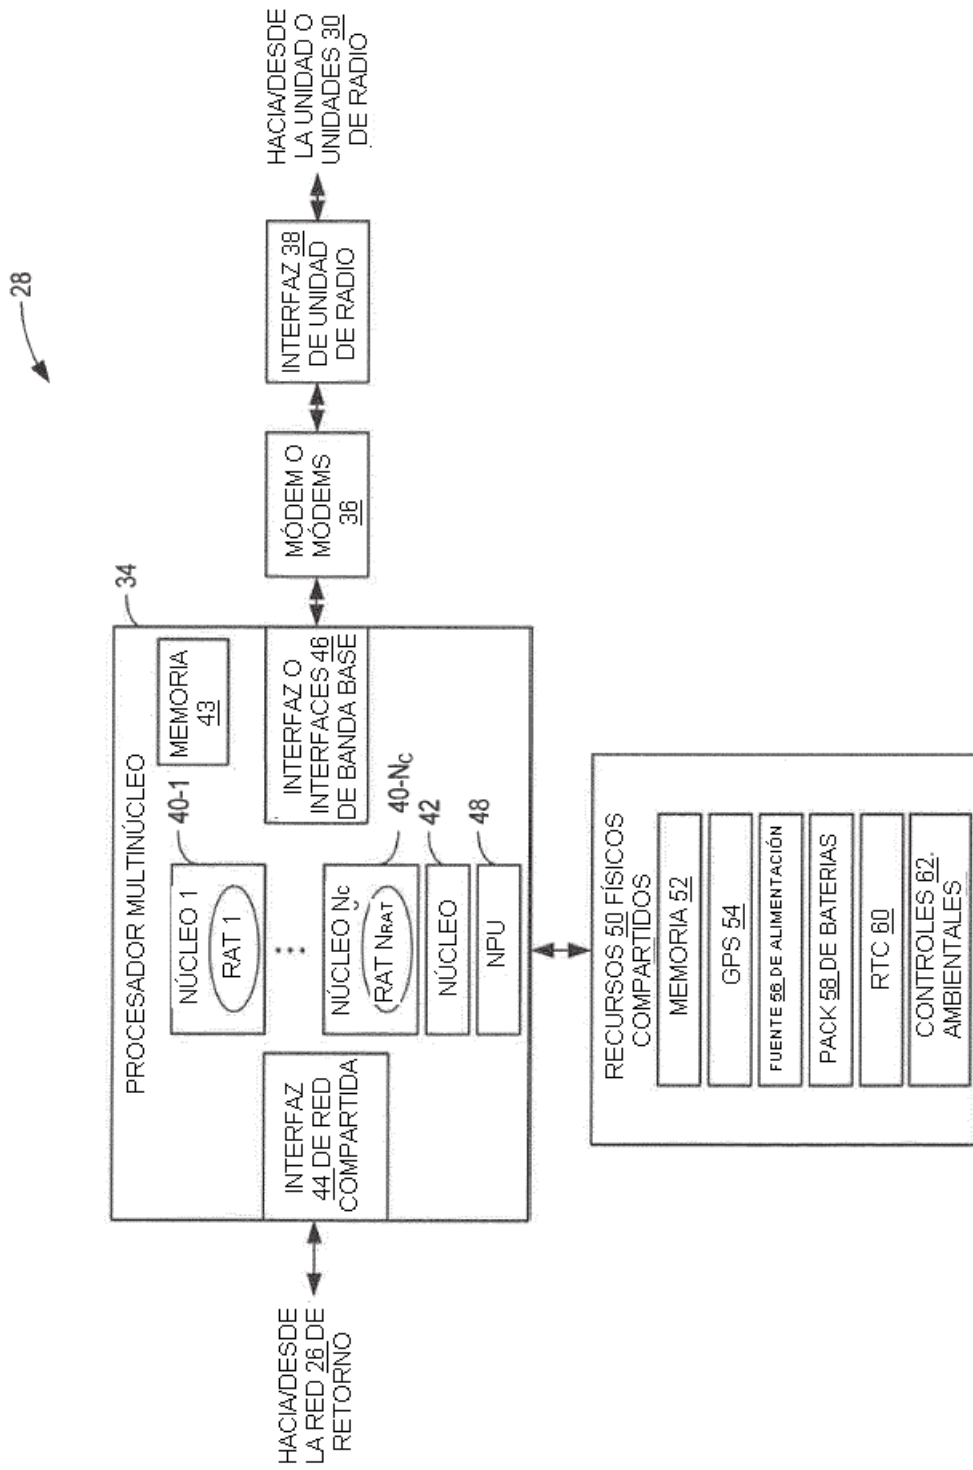 28
34
PROCESADOR MULTINÚCLEO
HACIA/DESDE
LA RED 26 DE
RETORNO
INTERFAZ
44 DE RED
COMPARTIDA
NÚCLEO 1
RAT 1
40-1
⋮
NÚCLEO NC
RAT NRAT
40-NC
NÚCLEO
42
NPU
48
MEMORIA
43
INTERFAZ O
INTERFACES 46
DE BANDA BASE
MÓDEM O
MÓDEMS
36
INTERFAZ 38
DE UNIDAD
DE RADIO
HACIA/DESDE
LA UNIDAD O
UNIDADES 30
DE RADIO
RECURSOS 50 FÍSICOS
COMPARTIDOS
MEMORIA 52
GPS 54
FUENTE 56 DE ALIMENTACIÓN
PACK 58 DE BATERIAS
RTC 60
CONTROLES 62.
AMBIENTALES